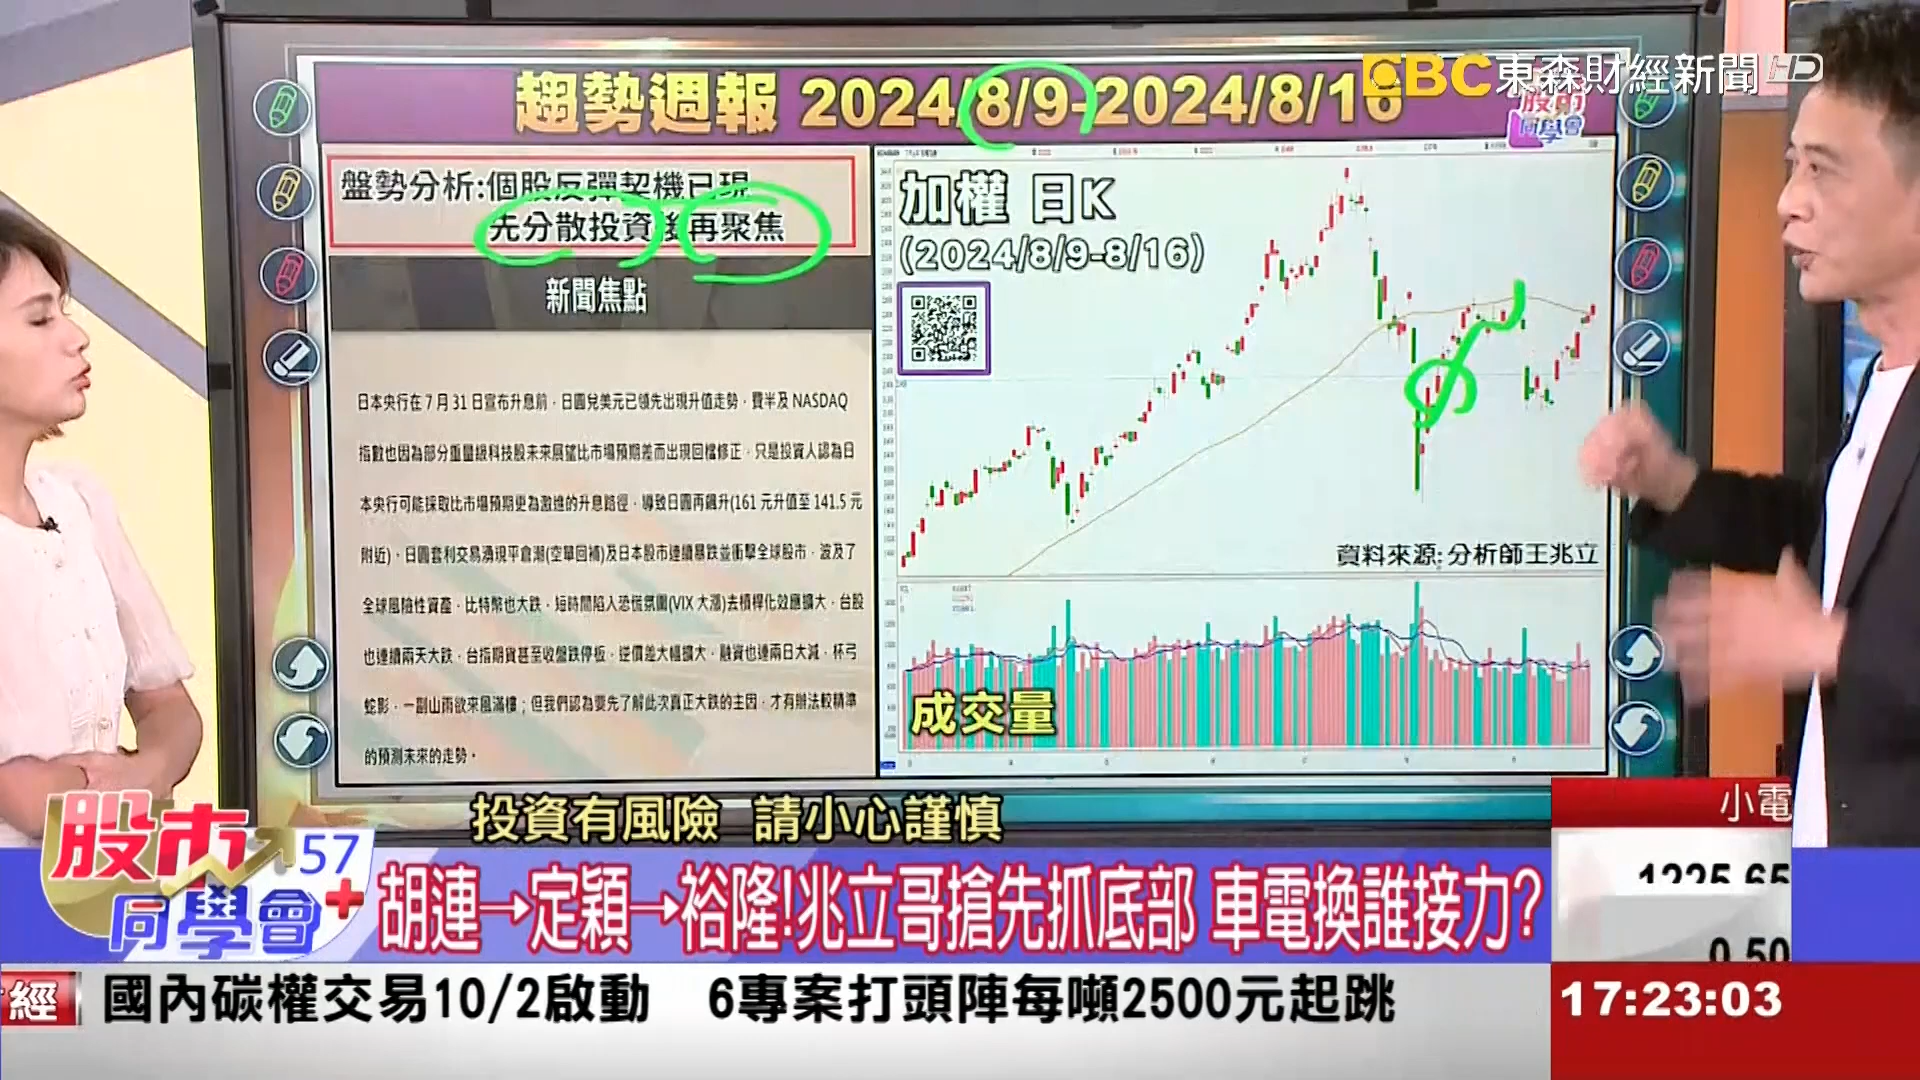 EBC東森財經新聞HD
趨勢週報 2024/8/9-2024/8/16
股市
同學會
盤勢分析:個股反彈契機已現
先分散投資後再聚焦
新聞焦點
日本央行在7月31日宣布升息前，日圓兌美元已領先出現升值走勢，費半及NASDAQ
指數也因為部分重量級科技股未來展望比市場預期差而出現回檔修正，只是投資人認為日
本央行可能採取比市場預期更為激進的升息路徑，導致日圓再飆升(161元升值至141.5元
附近)，日圓套利交易湧現平倉潮(空單回補)及日本股市連續暴跌並衝擊全球股市，波及了
全球風險性資產，比特幣也大跌，短時間陷入恐慌氛圍(VIX大漲)去槓桿化效應擴大，台股
也連續兩天大跌，台指期貨甚至收盤跌停板，逆價差大幅擴大，融資也連兩日大減，杯弓
蛇影，一副山雨欲來風滿樓；但我們認為要先了解此次真正大跌的主因，才有辦法較精準
的預測未來的走勢。
加權 日K
(2024/8/9-8/16)
資料來源:分析師王兆立
成交量
投資有風險 請小心謹慎
股市
同學會
57
+
胡連→定穎→裕隆!兆立哥搶先抓底部 車電換誰接力?
小電
1225.65
0.50
經
國內碳權交易10/2啟動 6專案打頭陣每噸2500元起跳
17:23:03